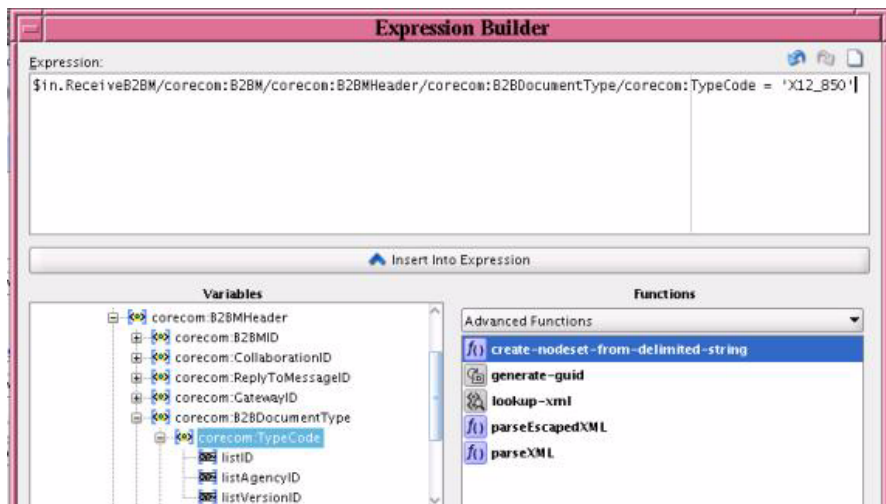 Expression Builder
Expression:
$in.ReceiveB2BM/corecom:B2BM/corecom:B2BMHeader/corecom:B2BDocumentType/corecom:TypeCode = 'X12_850'
Insert Into Expression
Variables
corecom:B2BMHeader
corecom:B2BMID
corecom:CollaborationID
corecom:ReplyToMessageID
corecom:GatewayID
corecom:B2BDocumentType
corecom:TypeCode
listID
listAgencyID
listVersionID
Functions
Advanced Functions
f() create-nodeset-from-delimited-string
generate-guid
lookup-xml
f() parseEscapedXML
f() parseXML